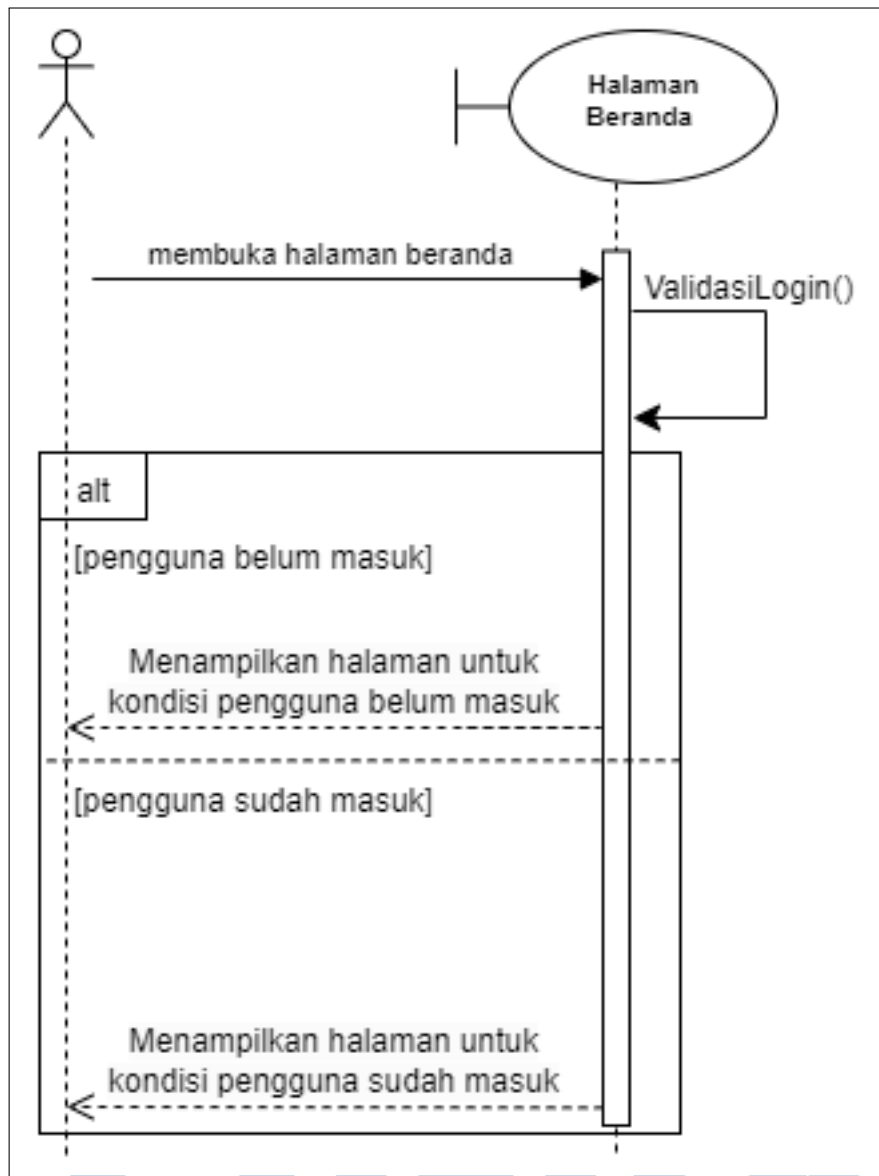 Halaman
Beranda
membuka halaman beranda
ValidasiLogin()
alt
[pengguna belum masuk]
Menampilkan halaman untuk
kondisi pengguna belum masuk
[pengguna sudah masuk]
Menampilkan halaman untuk
kondisi pengguna sudah masuk